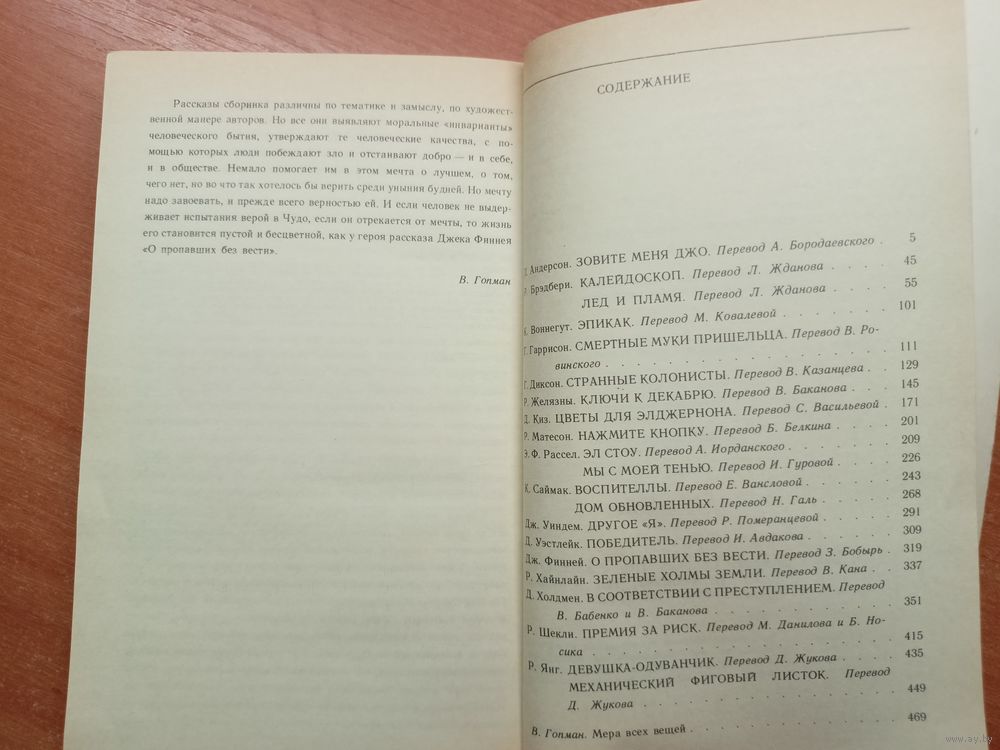 Рассказы сборника различны по тематике и замыслу, по художест-
венной манере авторов. Но все они выявляют моральные «инварианты»
человеческого бытия, утверждают те человеческие качества, с по-
мощью которых люди побеждают зло и отстаивают добро — и в себе,
и в обществе. Немало помогает им в этом мечта о лучшем, о том,
чего нет, но во что так хотелось бы верить среди уныния будней. Но мечту
надо завоевать, и прежде всего верностью ей. И если человек не выдер-
живает испытания верой в Чудо, если он отрекается от мечты, то жизнь
его становится пустой и бесцветной, как у героя рассказа Джека Финнея
«О пропавших без вести».
В. Гопман
СОДЕРЖАНИЕ
Андерсон. ЗОВИТЕ МЕНЯ ДЖО. Перевод А. Бородаевского . 5
Брэдбери. КАЛЕЙДОСКОП. Перевод Л. Жданова . . . . 45
ЛЕД И ПЛАМЯ. Перевод Л. Жданова . . . . 55
К. Воннегут. ЭПИКАК. Перевод М. Ковалевой . . . . . . 101
Г. Гаррисон. СМЕРТНЫЕ МУКИ ПРИШЕЛЬЦА. Перевод В. Ро-
винского . . . . . . . . . . . . . . 111
Г. Диксон. СТРАННЫЕ КОЛОНИСТЫ. Перевод В. Казанцева . . 129
Р. Желязны. КЛЮЧИ К ДЕКАБРЮ. Перевод В. Баканова . . . 145
Д. Киз. ЦВЕТЫ ДЛЯ ЭЛДЖЕРНОНА. Перевод С. Васильевой . 171
Р. Матесон. НАЖМИТЕ КНОПКУ. Перевод Б. Белкина . . . . 201
Э. Ф. Рассел. ЭЛ СТОУ. Перевод А. Иорданского . . . . . 209
МЫ С МОЕЙ ТЕНЬЮ. Перевод И. Гуровой . . . . 226
К. Саймак. ВОСПИТЕЛЛЫ. Перевод Е. Вансловой . . . . . 243
ДОМ ОБНОВЛЕННЫХ. Перевод Н. Галь . . . . 268
Дж. Уиндем. ДРУГОЕ «Я». Перевод Р. Померанцевой . . . . 291
Д. Уэстлейк. ПОБЕДИТЕЛЬ. Перевод И. Авдакова . . . . . 309
Дж. Финней. О ПРОПАВШИХ БЕЗ ВЕСТИ. Перевод З. Бобырь . 319
Р. Хайнлайн. ЗЕЛЕНЫЕ ХОЛМЫ ЗЕМЛИ. Перевод В. Кана . . 337
Д. Холдмен. В СООТВЕТСТВИИ С ПРЕСТУПЛЕНИЕМ. Перевод
В. Бабенко и В. Баканова . . . . . . . . . . 351
Р. Шекли. ПРЕМИЯ ЗА РИСК. Перевод М. Данилова и Б. Но-
сика . . . . . . . . . . . . . . . 415
Р. Янг. ДЕВУШКА-ОДУВАНЧИК. Перевод Д. Жукова . . . . 435
МЕХАНИЧЕСКИЙ ФИГОВЫЙ ЛИСТОК. Перевод
Д. Жукова . . . . . . . . . . . . . 449
В. Гопман. Мера всех вещей . . . . . . . . . . . 469
www.ay.by